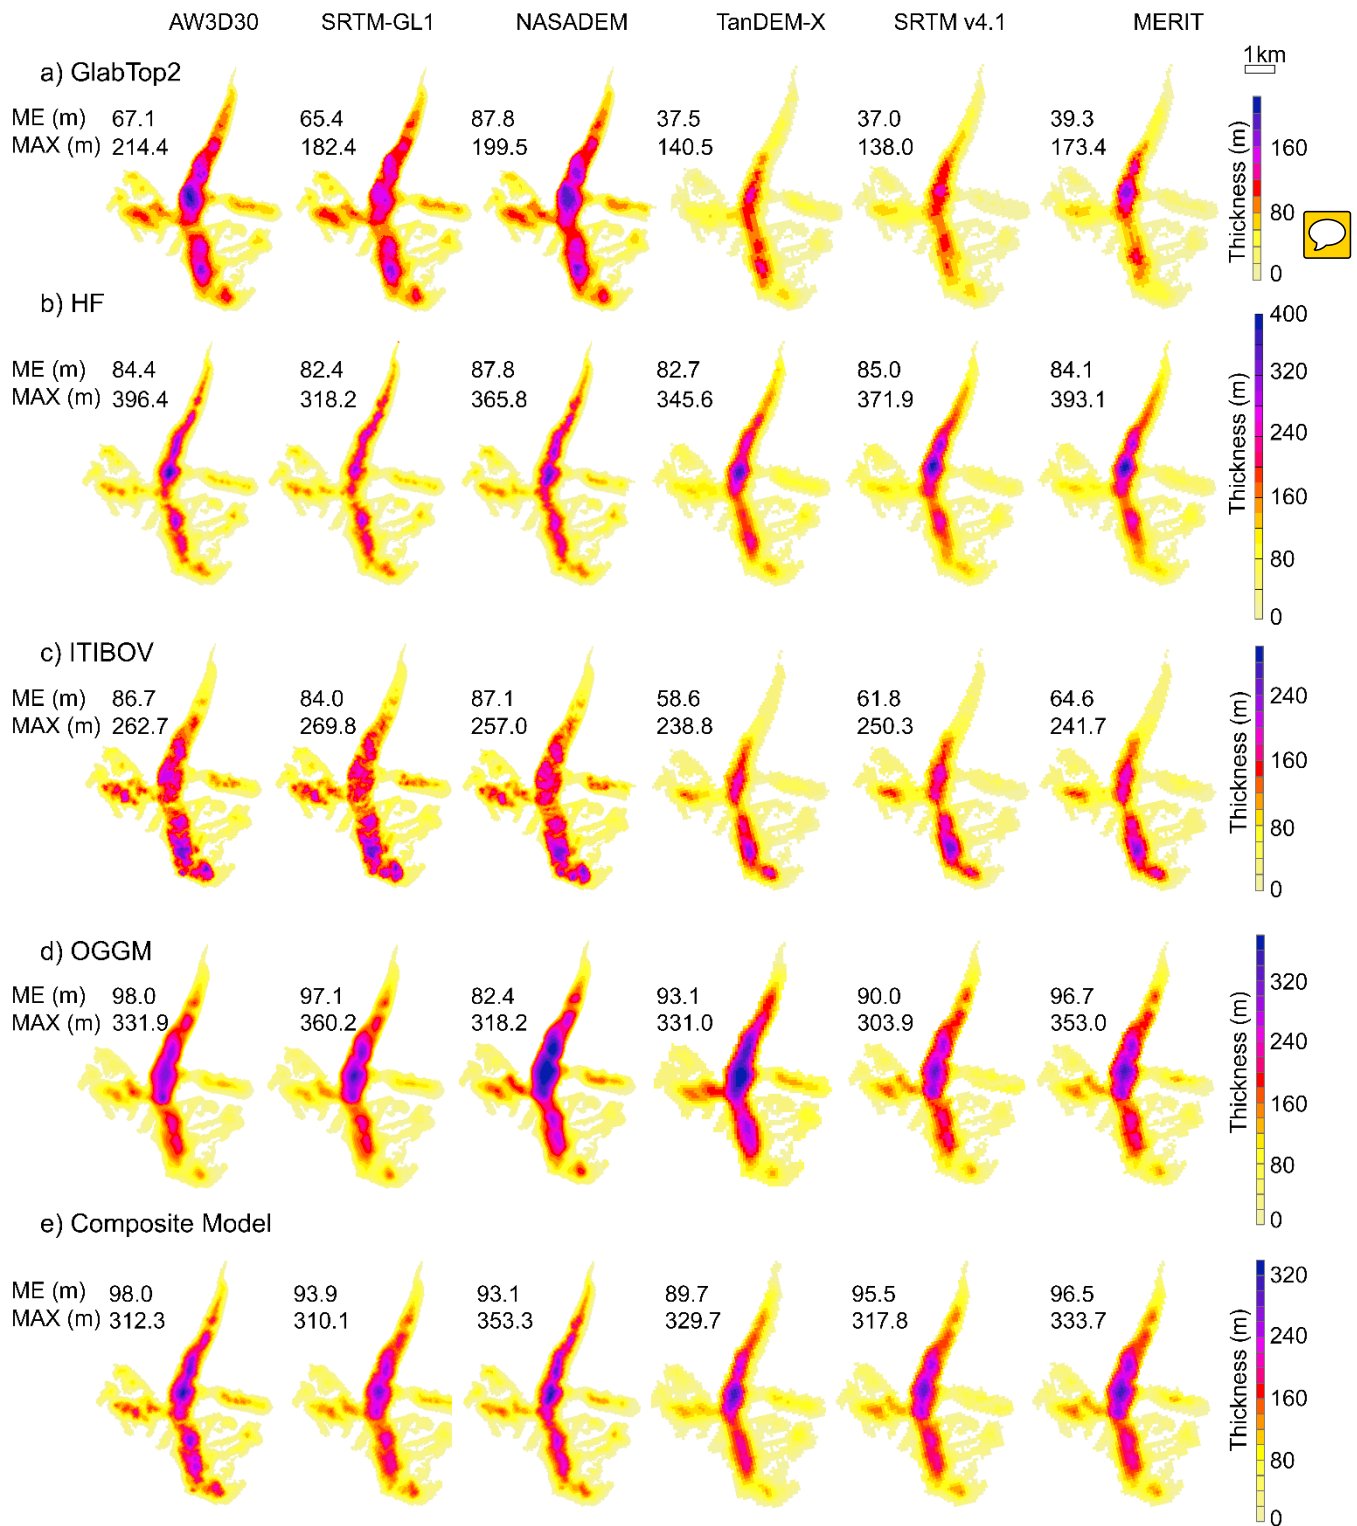 AW3D30 SRTM-GL1 NASADEM TanDEM-X SRTM v4.1 MERIT
1km
a) GlabTop2
ME (m) 67.1 65.4 87.8 37.5 37.0 39.3
MAX (m) 214.4 182.4 199.5 140.5 138.0 173.4
Thickness (m)
160
80
0
b) HF
ME (m) 84.4 82.4 87.8 82.7 85.0 84.1
MAX (m) 396.4 318.2 365.8 345.6 371.9 393.1
Thickness (m)
400
320
240
160
80
0
c) ITIBOV
ME (m) 86.7 84.0 87.1 58.6 61.8 64.6
MAX (m) 262.7 269.8 257.0 238.8 250.3 241.7
Thickness (m)
240
160
80
0
d) OGGM
ME (m) 98.0 97.1 82.4 93.1 90.0 96.7
MAX (m) 331.9 360.2 318.2 331.0 303.9 353.0
Thickness (m)
320
240
160
80
0
e) Composite Model
ME (m) 98.0 93.9 93.1 89.7 95.5 96.5
MAX (m) 312.3 310.1 353.3 329.7 317.8 333.7
Thickness (m)
320
240
160
80
0